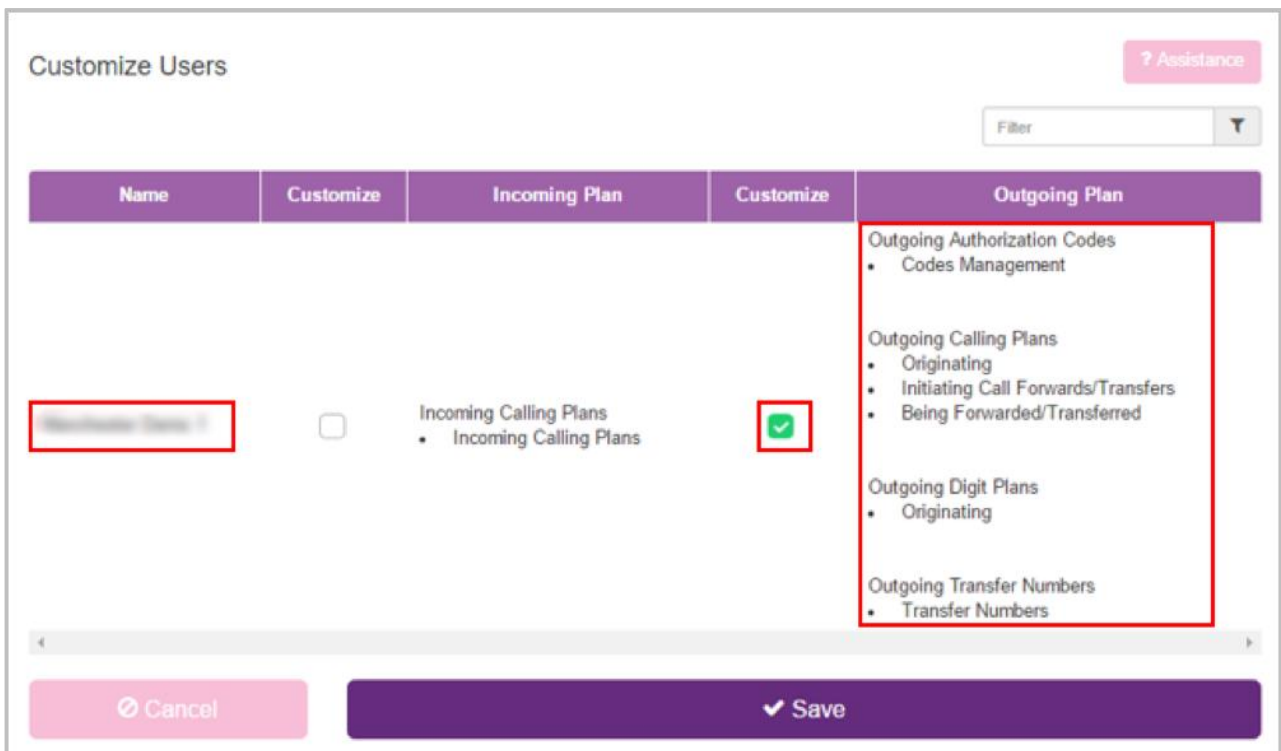 Customize Users
? Assistance
Filter
Name Customize Incoming Plan Customize Outgoing Plan
Outgoing Authorization Codes
• Codes Management
Outgoing Calling Plans
• Originating
• Initiating Call Forwards/Transfers
• Being Forwarded/Transferred
Incoming Calling Plans
• Incoming Calling Plans
Outgoing Digit Plans
• Originating
Outgoing Transfer Numbers
• Transfer Numbers
Cancel
Save